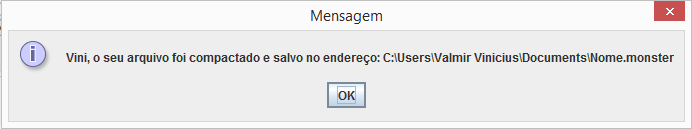 Mensagem
Vini, o seu arquivo foi compactado e salvo no endereço: C:\Users\Valmir Vinicius\Documents\Nome.monster
OK